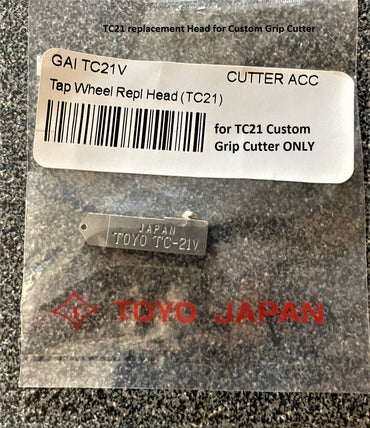 TC21 replacement Head for Custom Grip Cutter
GAI TC21V
CUTTER ACC
Tap Wheel Repl Head (TC21)
for TC21 Custom
Grip Cutter ONLY
JAPAN
TOYO TC-21V
TOYO JAPAN